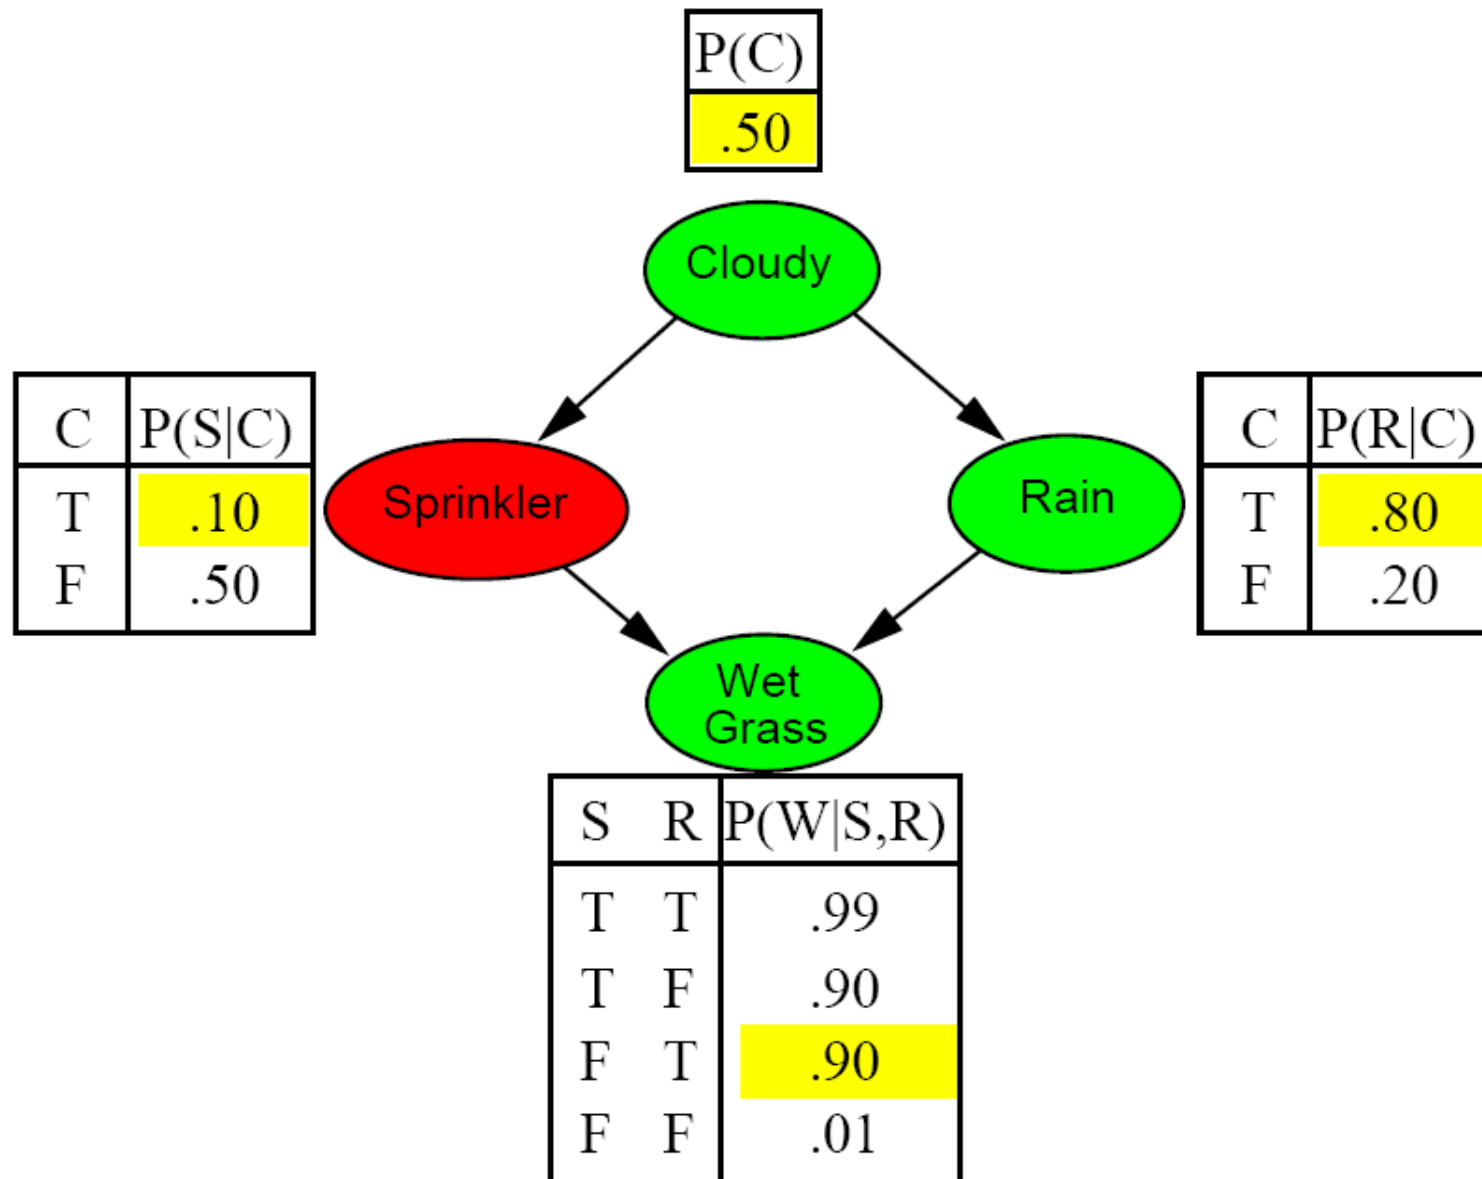 P(C)
.50
Cloudy
C P(S|C)
T .10
F .50
Sprinkler
Rain
C P(R|C)
T .80
F .20
Wet
Grass
S R P(W|S,R)
T T .99
T F .90
F T .90
F F .01